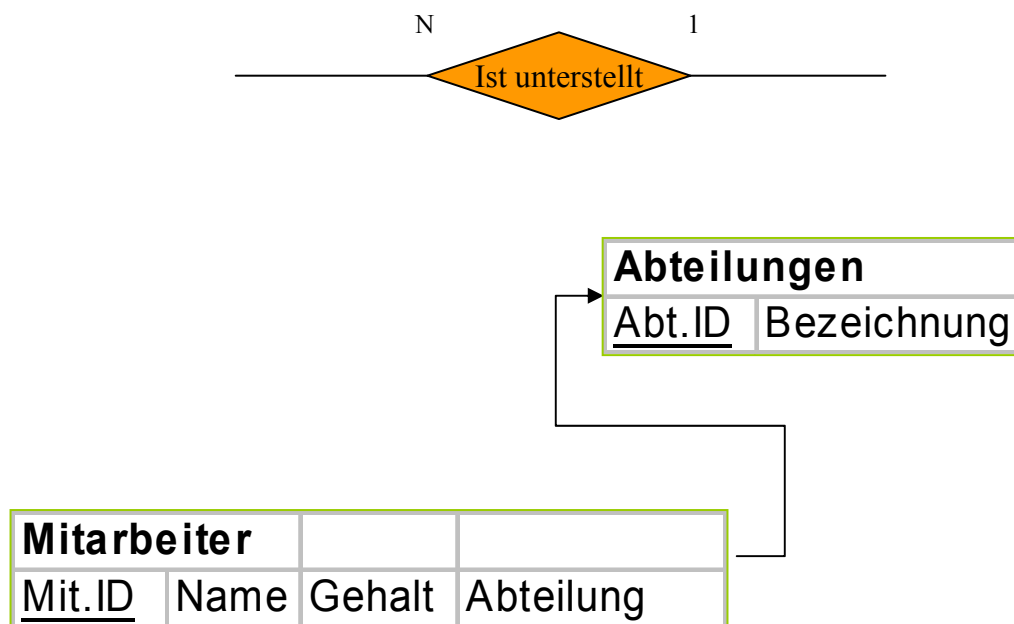 N 1
Ist unterstellt
Abteilungen
Abt.ID Bezeichnung
Mitarbeiter
Mit.ID Name Gehalt Abteilung